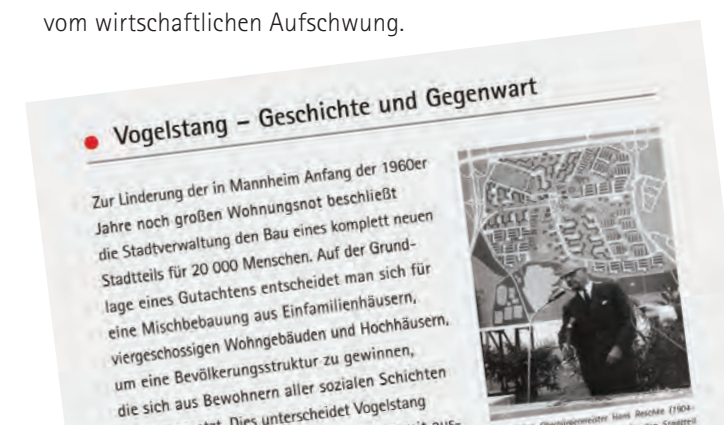 vom wirtschaftlichen Aufschwung.
Vogelstang – Geschichte und Gegenwart
Zur Linderung der in Mannheim Anfang der 1960er
Jahre noch großen Wohnungsnot beschließt
die Stadtverwaltung den Bau eines komplett neuen
Stadtteils für 20 000 Menschen. Auf der Grund-
lage eines Gutachtens entscheidet man sich für
eine Mischbebauung aus Einfamilienhäusern,
viergeschossigen Wohngebäuden und Hochhäusern,
um eine Bevölkerungsstruktur zu gewinnen,
die sich aus Bewohnern aller sozialen Schichten
Dies unterscheidet Vogelstang
Hans Reschke (1904-